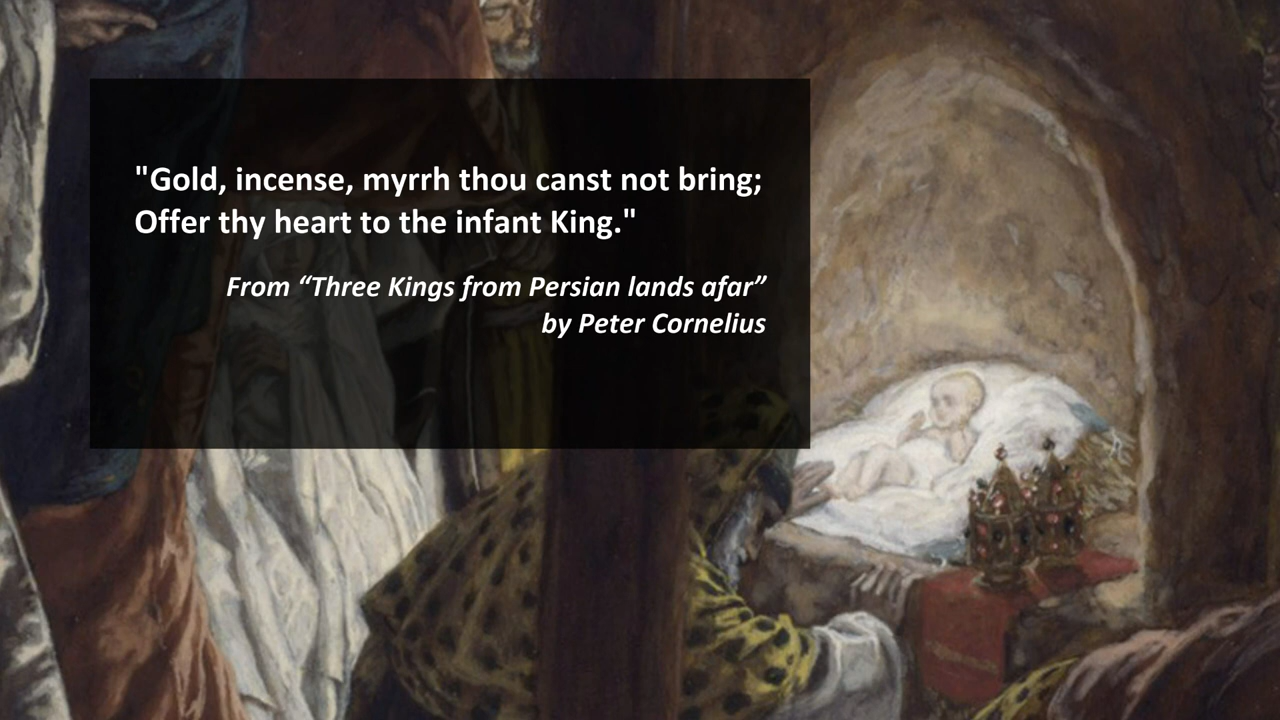 "Gold, incense, myrrh thou canst not bring;
Offer thy heart to the infant King."
From “Three Kings from Persian lands afar”
by Peter Cornelius